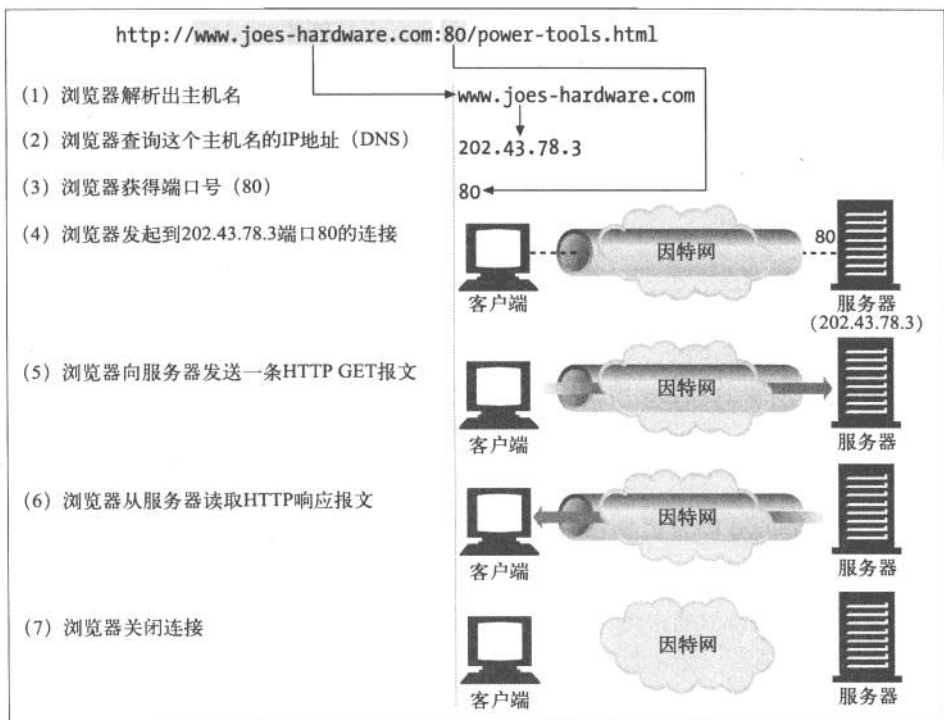 http://www.joes-hardware.com:80/power-tools.html
(1) 浏览器解析出主机名
www.joes-hardware.com
(2) 浏览器查询这个主机名的IP地址（DNS）
202.43.78.3
(3) 浏览器获得端口号（80）
80
(4) 浏览器发起到202.43.78.3端口80的连接
因特网
80
客户端
服务器
（202.43.78.3）
(5) 浏览器向服务器发送一条HTTP GET报文
因特网
客户端
服务器
(6) 浏览器从服务器读取HTTP响应报文
因特网
客户端
服务器
(7) 浏览器关闭连接
因特网
客户端
服务器